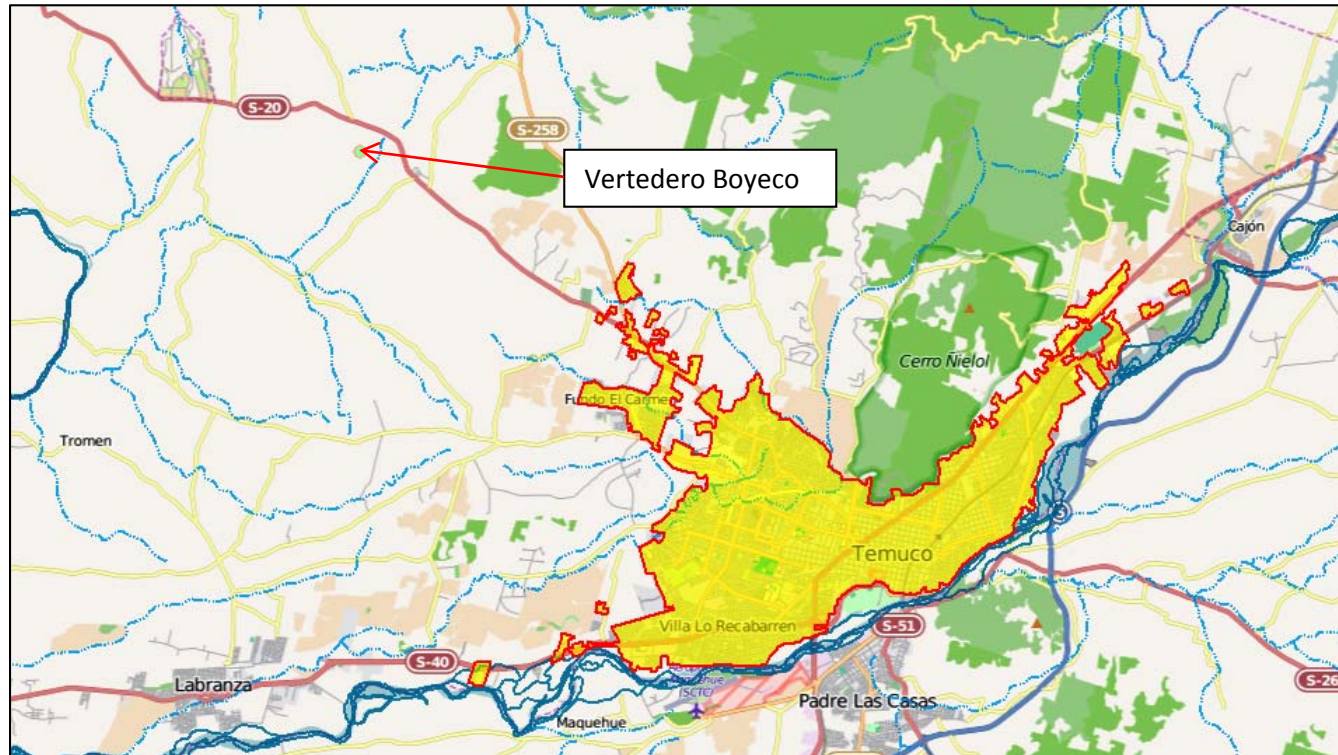 S-20
S-258
Vertedero Boyeco
Cajón
Cerro Ñielol
Fundo El Carmen
Tromen
Temuco
Villa Lo Recabarren
S-51
S-40
Labranza
(SCTC)
S-26
Padre Las Casas
Maquehue